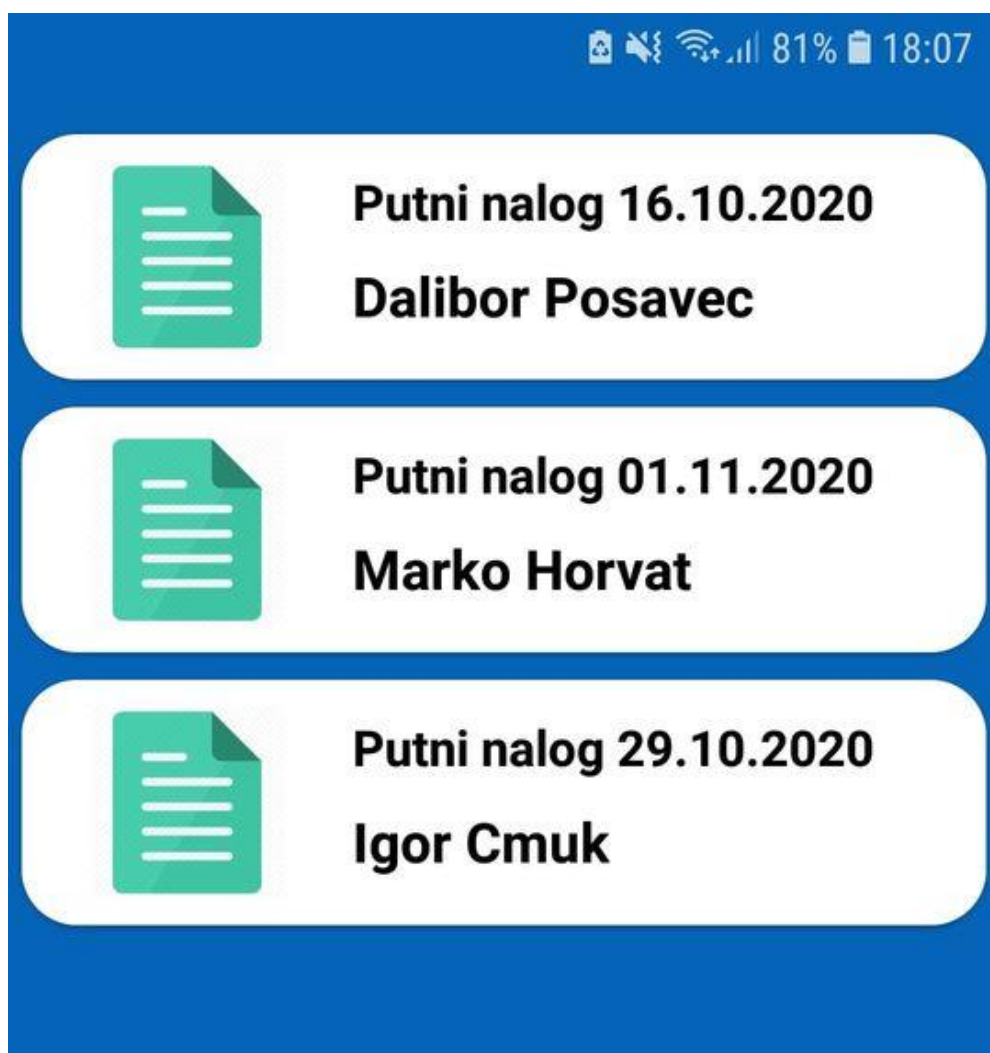 81% 18:07
Putni nalog 16.10.2020
Dalibor Posavec
Putni nalog 01.11.2020
Marko Horvat
Putni nalog 29.10.2020
Igor Cmuk